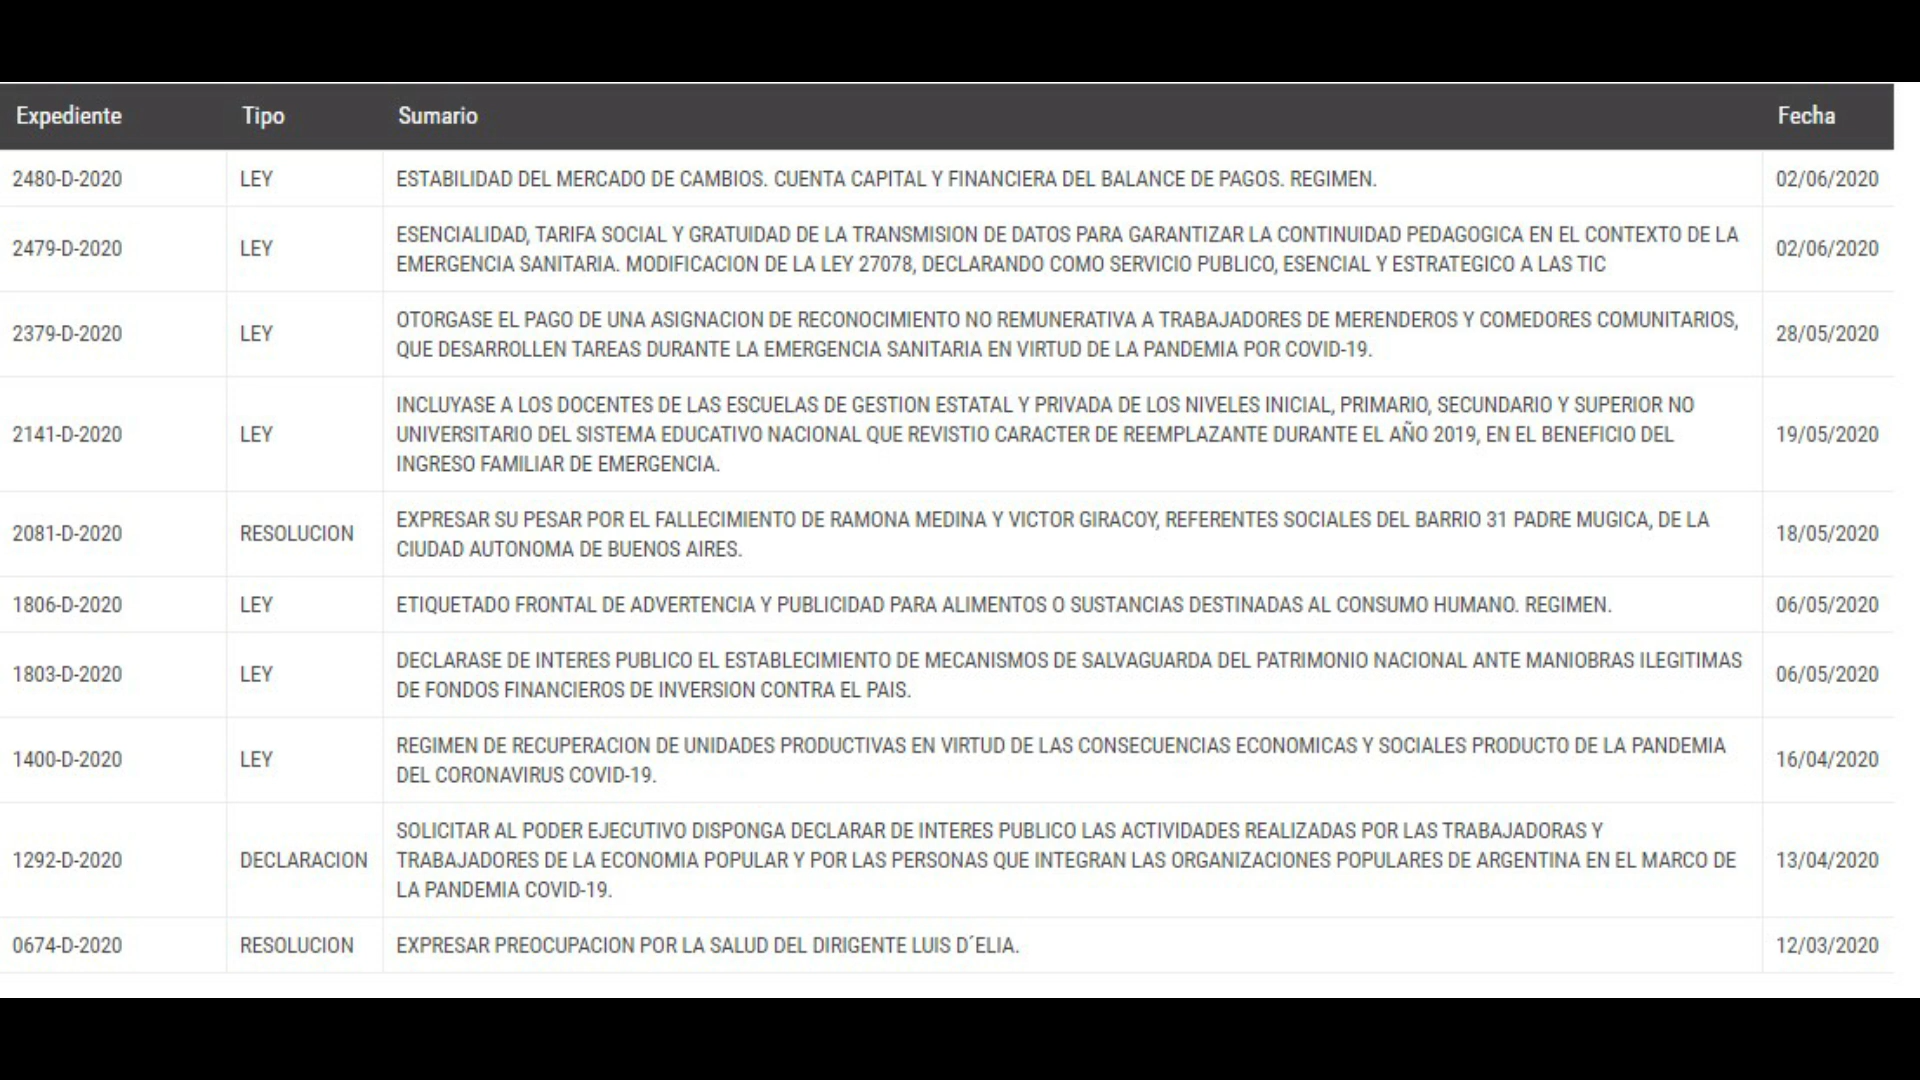 Expediente Tipo Sumario Fecha
2480-D-2020 LEY ESTABILIDAD DEL MERCADO DE CAMBIOS. CUENTA CAPITAL Y FINANCIERA DEL BALANCE DE PAGOS. REGIMEN. 02/06/2020
2479-D-2020 LEY ESENCIALIDAD, TARIFA SOCIAL Y GRATUIDAD DE LA TRANSMISION DE DATOS PARA GARANTIZAR LA CONTINUIDAD PEDAGOGICA EN EL CONTEXTO DE LA
EMERGENCIA SANITARIA. MODIFICACION DE LA LEY 27078, DECLARANDO COMO SERVICIO PUBLICO, ESENCIAL Y ESTRATEGICO A LAS TIC 02/06/2020
2379-D-2020 LEY OTORGASE EL PAGO DE UNA ASIGNACION DE RECONOCIMIENTO NO REMUNERATIVA A TRABAJADORES DE MERENDEROS Y COMEDORES COMUNITARIOS,
QUE DESARROLLEN TAREAS DURANTE LA EMERGENCIA SANITARIA EN VIRTUD DE LA PANDEMIA POR COVID-19. 28/05/2020
2141-D-2020 LEY INCLUYASE A LOS DOCENTES DE LAS ESCUELAS DE GESTION ESTATAL Y PRIVADA DE LOS NIVELES INICIAL, PRIMARIO, SECUNDARIO Y SUPERIOR NO
UNIVERSITARIO DEL SISTEMA EDUCATIVO NACIONAL QUE REVISTIO CARACTER DE REEMPLAZANTE DURANTE EL AÑO 2019, EN EL BENEFICIO DEL
INGRESO FAMILIAR DE EMERGENCIA. 19/05/2020
2081-D-2020 RESOLUCION EXPRESAR SU PESAR POR EL FALLECIMIENTO DE RAMONA MEDINA Y VICTOR GIRACOY, REFERENTES SOCIALES DEL BARRIO 31 PADRE MUGICA, DE LA
CIUDAD AUTONOMA DE BUENOS AIRES. 18/05/2020
1806-D-2020 LEY ETIQUETADO FRONTAL DE ADVERTENCIA Y PUBLICIDAD PARA ALIMENTOS O SUSTANCIAS DESTINADAS AL CONSUMO HUMANO. REGIMEN. 06/05/2020
1803-D-2020 LEY DECLARASE DE INTERES PUBLICO EL ESTABLECIMIENTO DE MECANISMOS DE SALVAGUARDA DEL PATRIMONIO NACIONAL ANTE MANIOBRAS ILEGITIMAS
DE FONDOS FINANCIEROS DE INVERSION CONTRA EL PAIS. 06/05/2020
1400-D-2020 LEY REGIMEN DE RECUPERACION DE UNIDADES PRODUCTIVAS EN VIRTUD DE LAS CONSECUENCIAS ECONOMICAS Y SOCIALES PRODUCTO DE LA PANDEMIA
DEL CORONAVIRUS COVID-19. 16/04/2020
1292-D-2020 DECLARACION SOLICITAR AL PODER EJECUTIVO DISPONGA DECLARAR DE INTERES PUBLICO LAS ACTIVIDADES REALIZADAS POR LAS TRABAJADORAS Y
TRABAJADORES DE LA ECONOMIA POPULAR Y POR LAS PERSONAS QUE INTEGRAN LAS ORGANIZACIONES POPULARES DE ARGENTINA EN EL MARCO DE
LA PANDEMIA COVID-19. 13/04/2020
0674-D-2020 RESOLUCION EXPRESAR PREOCUPACION POR LA SALUD DEL DIRIGENTE LUIS D´ELIA. 12/03/2020